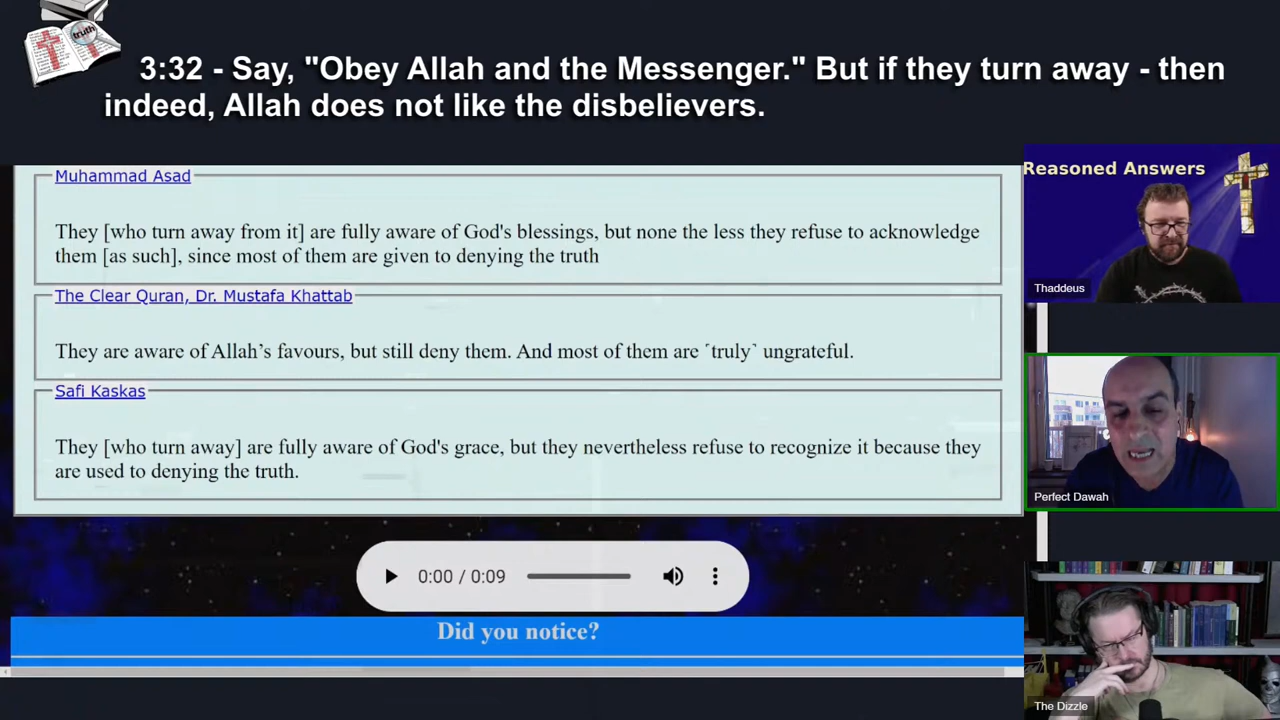 truth
3:32 - Say, "Obey Allah and the Messenger." But if they turn away - then
indeed, Allah does not like the disbelievers.
Muhammad Asad
They [who turn away from it] are fully aware of God's blessings, but none the less they refuse to acknowledge
them [as such], since most of them are given to denying the truth
The Clear Quran, Dr. Mustafa Khattab
They are aware of Allah’s favours, but still deny them. And most of them are ˹truly˺ ungrateful.
Safi Kaskas
They [who turn away] are fully aware of God's grace, but they nevertheless refuse to recognize it because they
are used to denying the truth.
0:00 / 0:09
Did you notice?
Reasoned Answers
Thaddeus
Perfect Dawah
The Dizzle